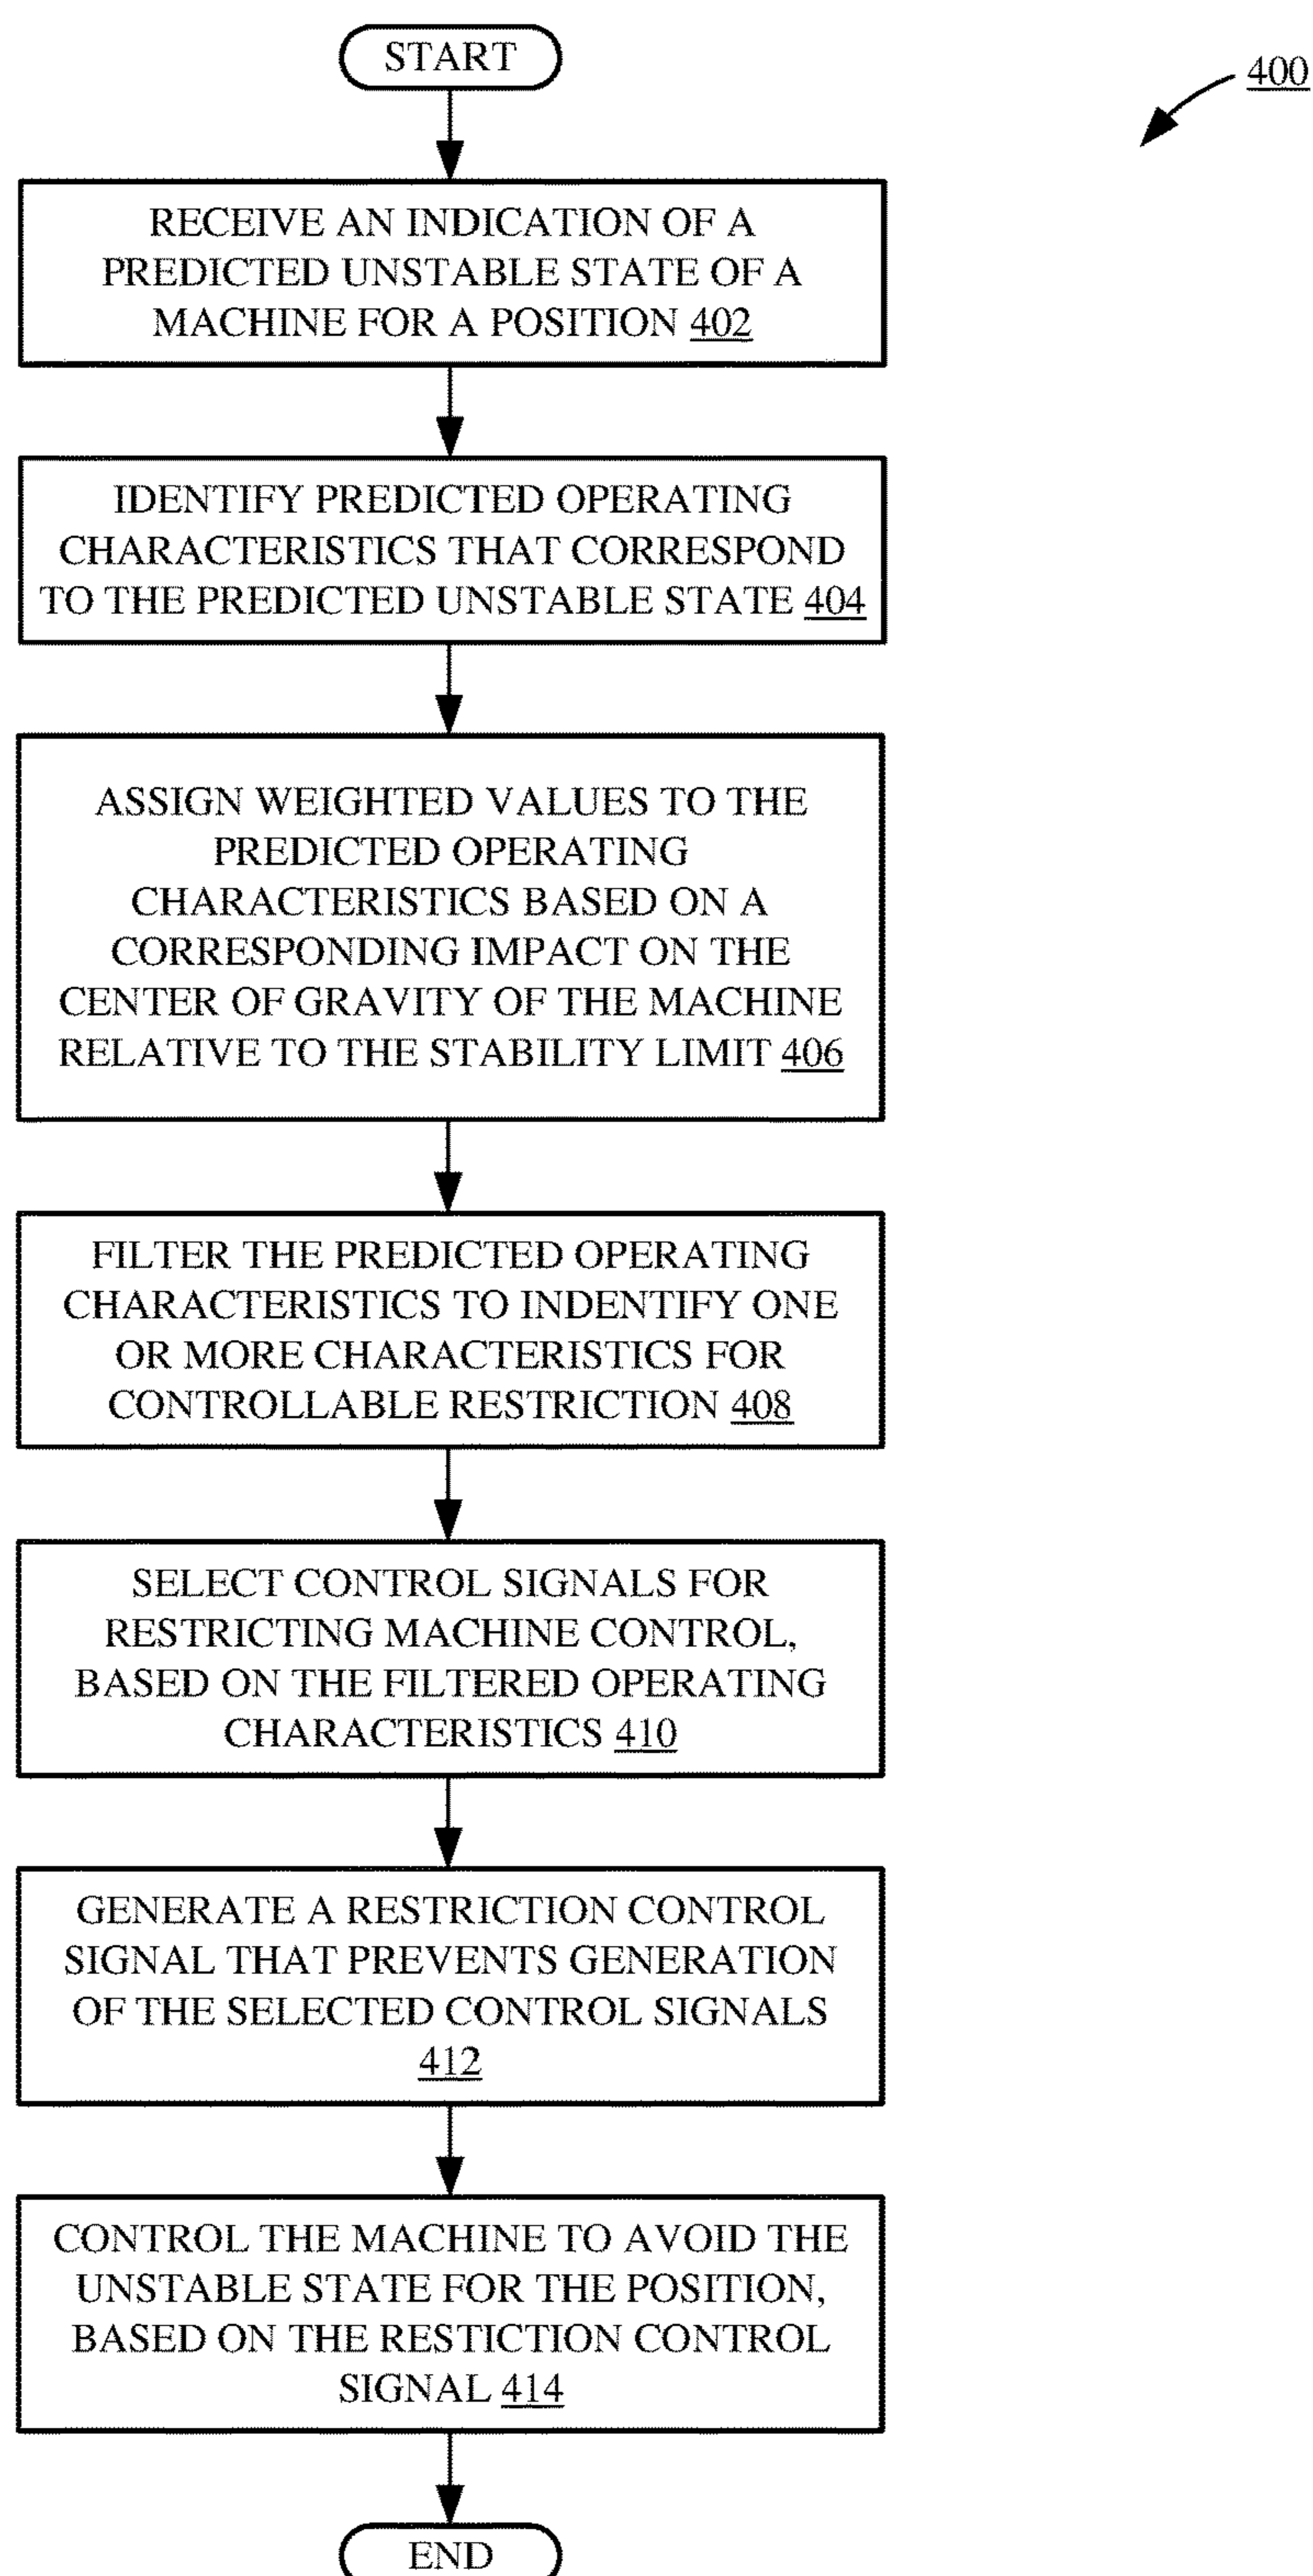 START
400
RECEIVE AN INDICATION OF A
PREDICTED UNSTABLE STATE OF A
MACHINE FOR A POSITION 402
IDENTIFY PREDICTED OPERATING
CHARACTERISTICS THAT CORRESPOND
TO THE PREDICTED UNSTABLE STATE 404
ASSIGN WEIGHTED VALUES TO THE
PREDICTED OPERATING
CHARACTERISTICS BASED ON A
CORRESPONDING IMPACT ON THE
CENTER OF GRAVITY OF THE MACHINE
RELATIVE TO THE STABILITY LIMIT 406
FILTER THE PREDICTED OPERATING
CHARACTERISTICS TO INDENTIFY ONE
OR MORE CHARACTERISTICS FOR
CONTROLLABLE RESTRICTION 408
SELECT CONTROL SIGNALS FOR
RESTRICTING MACHINE CONTROL,
BASED ON THE FILTERED OPERATING
CHARACTERISTICS 410
GENERATE A RESTRICTION CONTROL
SIGNAL THAT PREVENTS GENERATION
OF THE SELECTED CONTROL SIGNALS
412
CONTROL THE MACHINE TO AVOID THE
UNSTABLE STATE FOR THE POSITION,
BASED ON THE RESTICTION CONTROL
SIGNAL 414
END